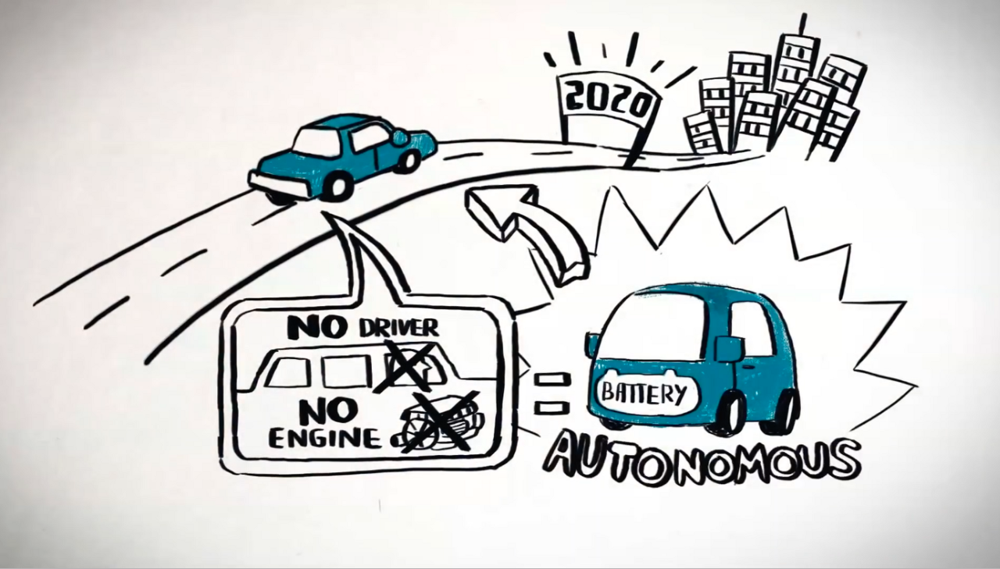 2020
NO DRIVER
NO
ENGINE
BATTERY
=
AUTONOMOUS